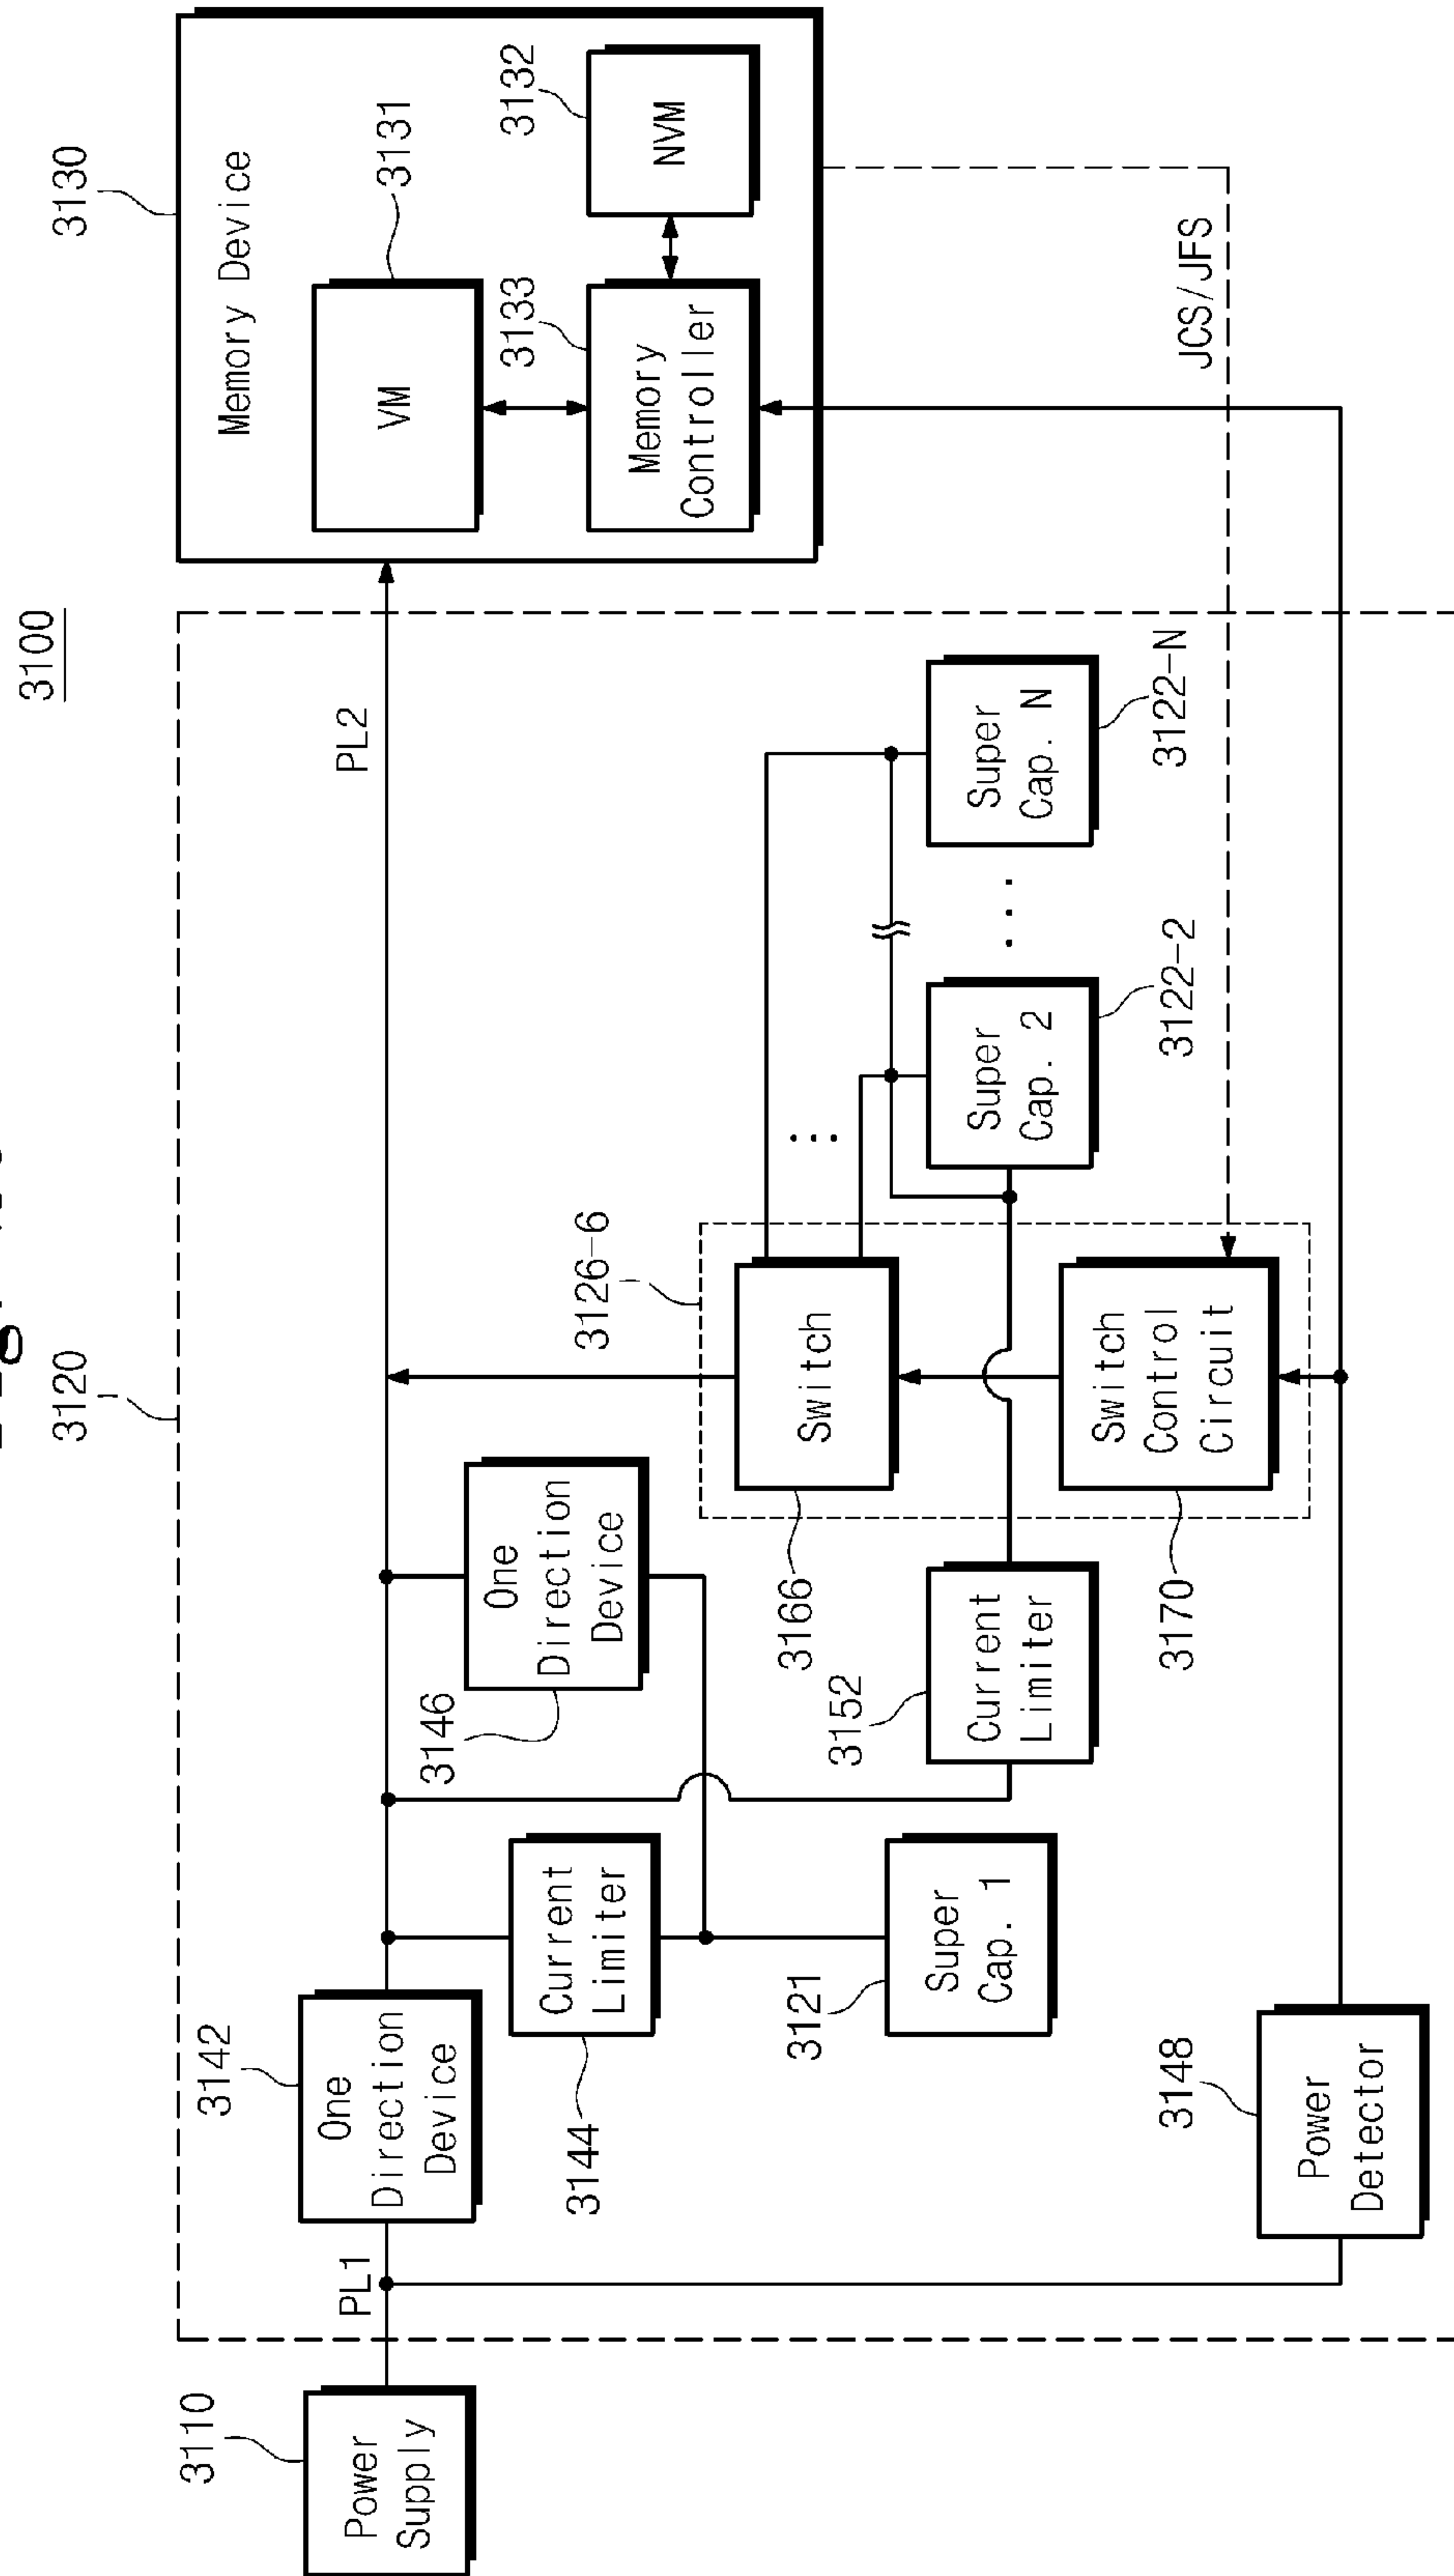 3100
3110
Power
Supply
PL1
3120
3142
One
Direction
Device
3144
Current
Limiter
3121
Super
Cap. 1
3146
One
Direction
Device
3152
Current
Limiter
3148
Power
Detector
PL2
3126-6
3166
Switch
3170
Switch
Control
Circuit
...
Super
Cap. 2
3122-2
...
Super
Cap. N
3122-N
JCS/JFS
3130
Memory Device
VM
3131
3133
Memory
Controller
NVM
3132